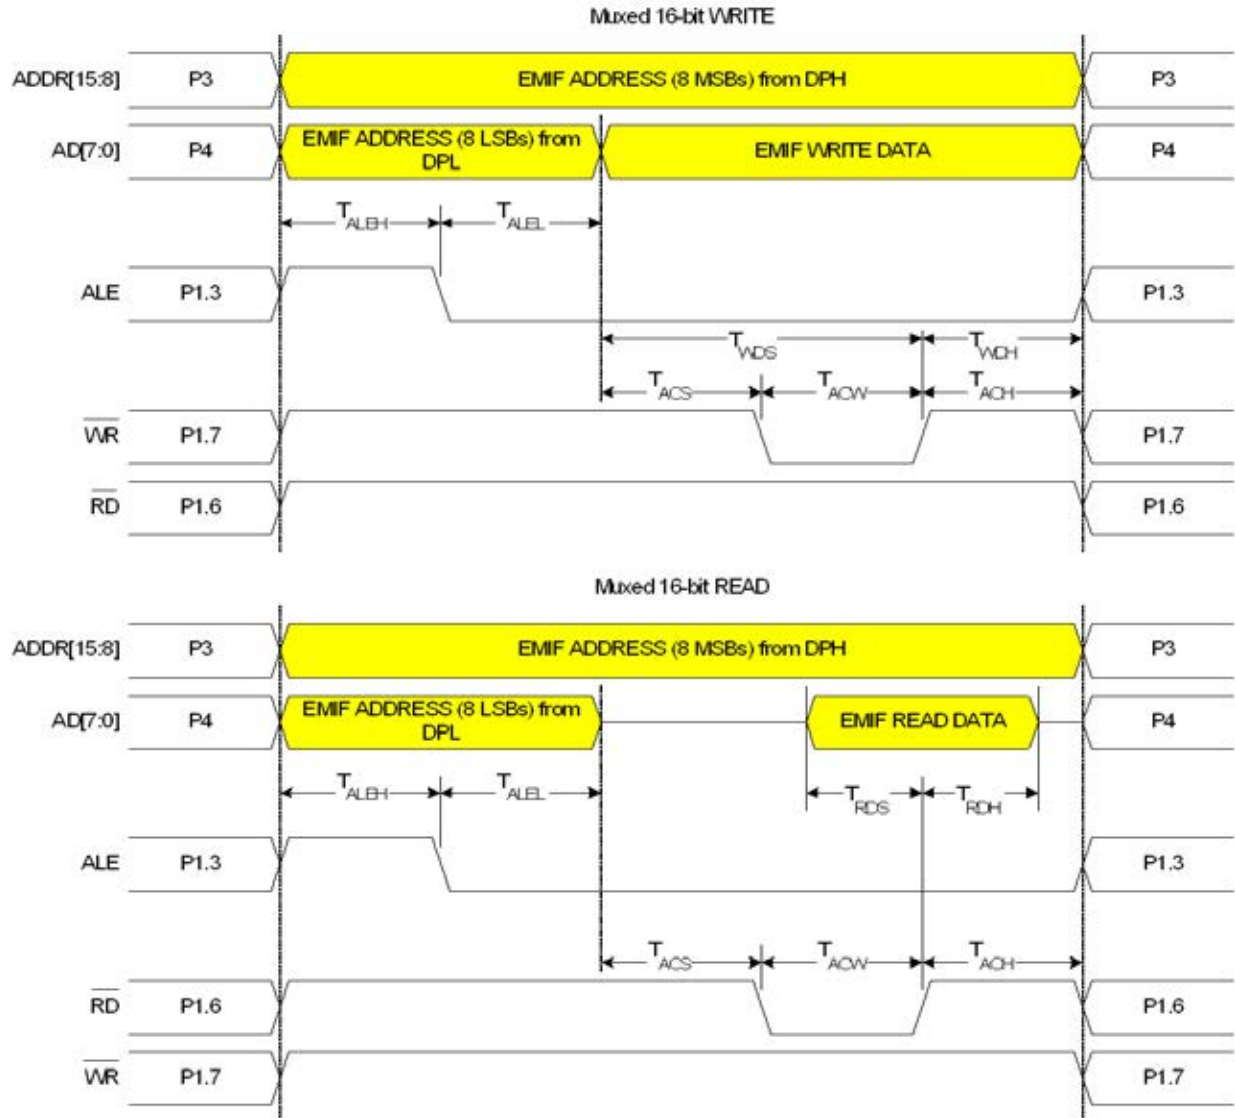 Muxed 16-bit WRITE
ADDR[15:8] P3 EMIF ADDRESS (8 MSBs) from DPH P3
AD[7:0] P4 EMIF ADDRESS (8 LSBs) from
DPL EMIF WRITE DATA P4
TALEH TALEL
ALE P1.3 P1.3
TWDS TWDH
TACS TACW TACH
WR P1.7 P1.7
RD P1.6 P1.6
Muxed 16-bit READ
ADDR[15:8] P3 EMIF ADDRESS (8 MSBs) from DPH P3
AD[7:0] P4 EMIF ADDRESS (8 LSBs) from
DPL EMIF READ DATA P4
TALEH TALEL TRDS TRDH
ALE P1.3 P1.3
TACS TACW TACH
RD P1.6 P1.6
WR P1.7 P1.7